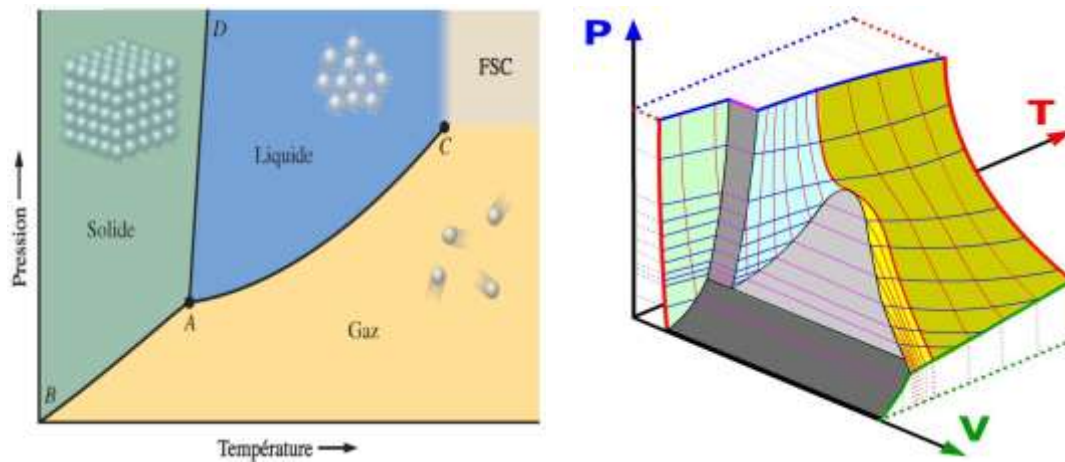 D
FSC
C
Liquide
Solide
A
Gaz
B
Pression
Température
P
T
V